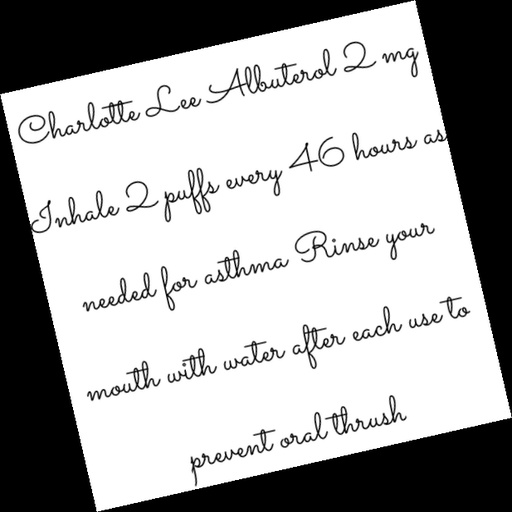 Charlotte Lee Albuterol 2 mg
Inhale 2 puffs every 46 hours as
needed for asthma Rinse your
mouth with water after each use to
prevent oral thrush